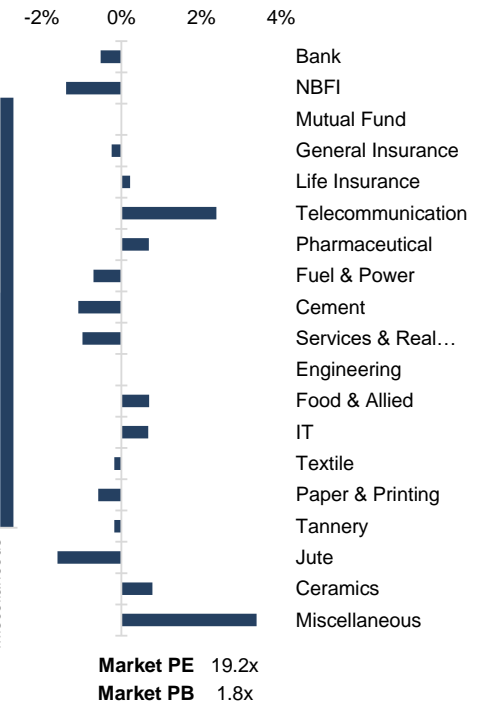 -2% 0% 2% 4%
Bank
NBFI
Mutual Fund
General Insurance
Life Insurance
Telecommunication
Pharmaceutical
Fuel & Power
Cement
Services & Real…
Engineering
Food & Allied
IT
Textile
Paper & Printing
Tannery
Jute
Ceramics
Miscellaneous
Market PE 19.2x
Market PB 1.8x